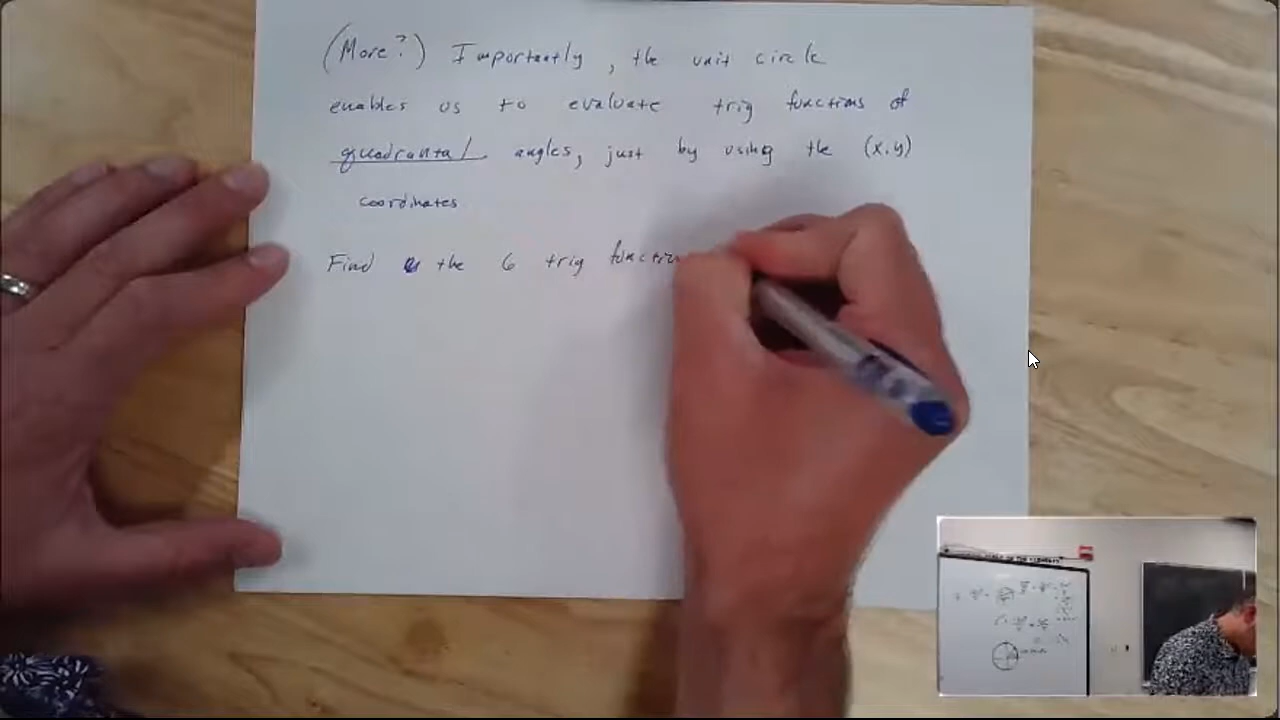 (More?) Importantly, the unit circle
enables us to evaluate trig functions of
quadrantal angles, just by using the (x,y)
coordinates
Find the 6 trig function